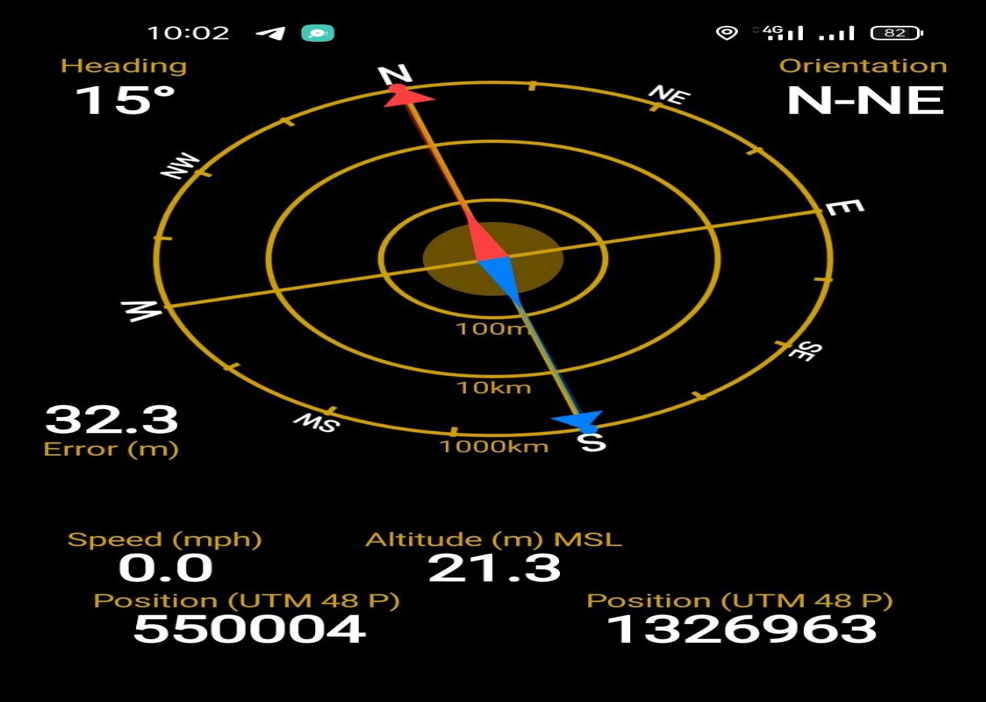 10:02 4G 82
Heading
15°
Orientation
N-NE
N
NE
E
SE
S
SW
W
NW
100m
10km
1000km
32.3
Error (m)
Speed (mph)
0.0
Altitude (m) MSL
21.3
Position (UTM 48 P)
550004
Position (UTM 48 P)
1326963